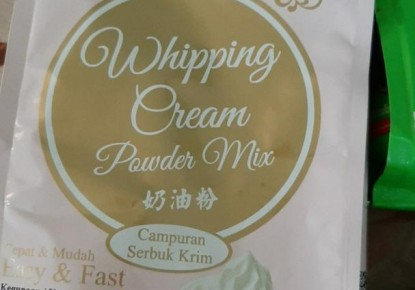 Whipping
Cream
Powder Mix
奶油粉
Campuran
Serbuk Krim
Cepat & Mudah
Easy & Fast